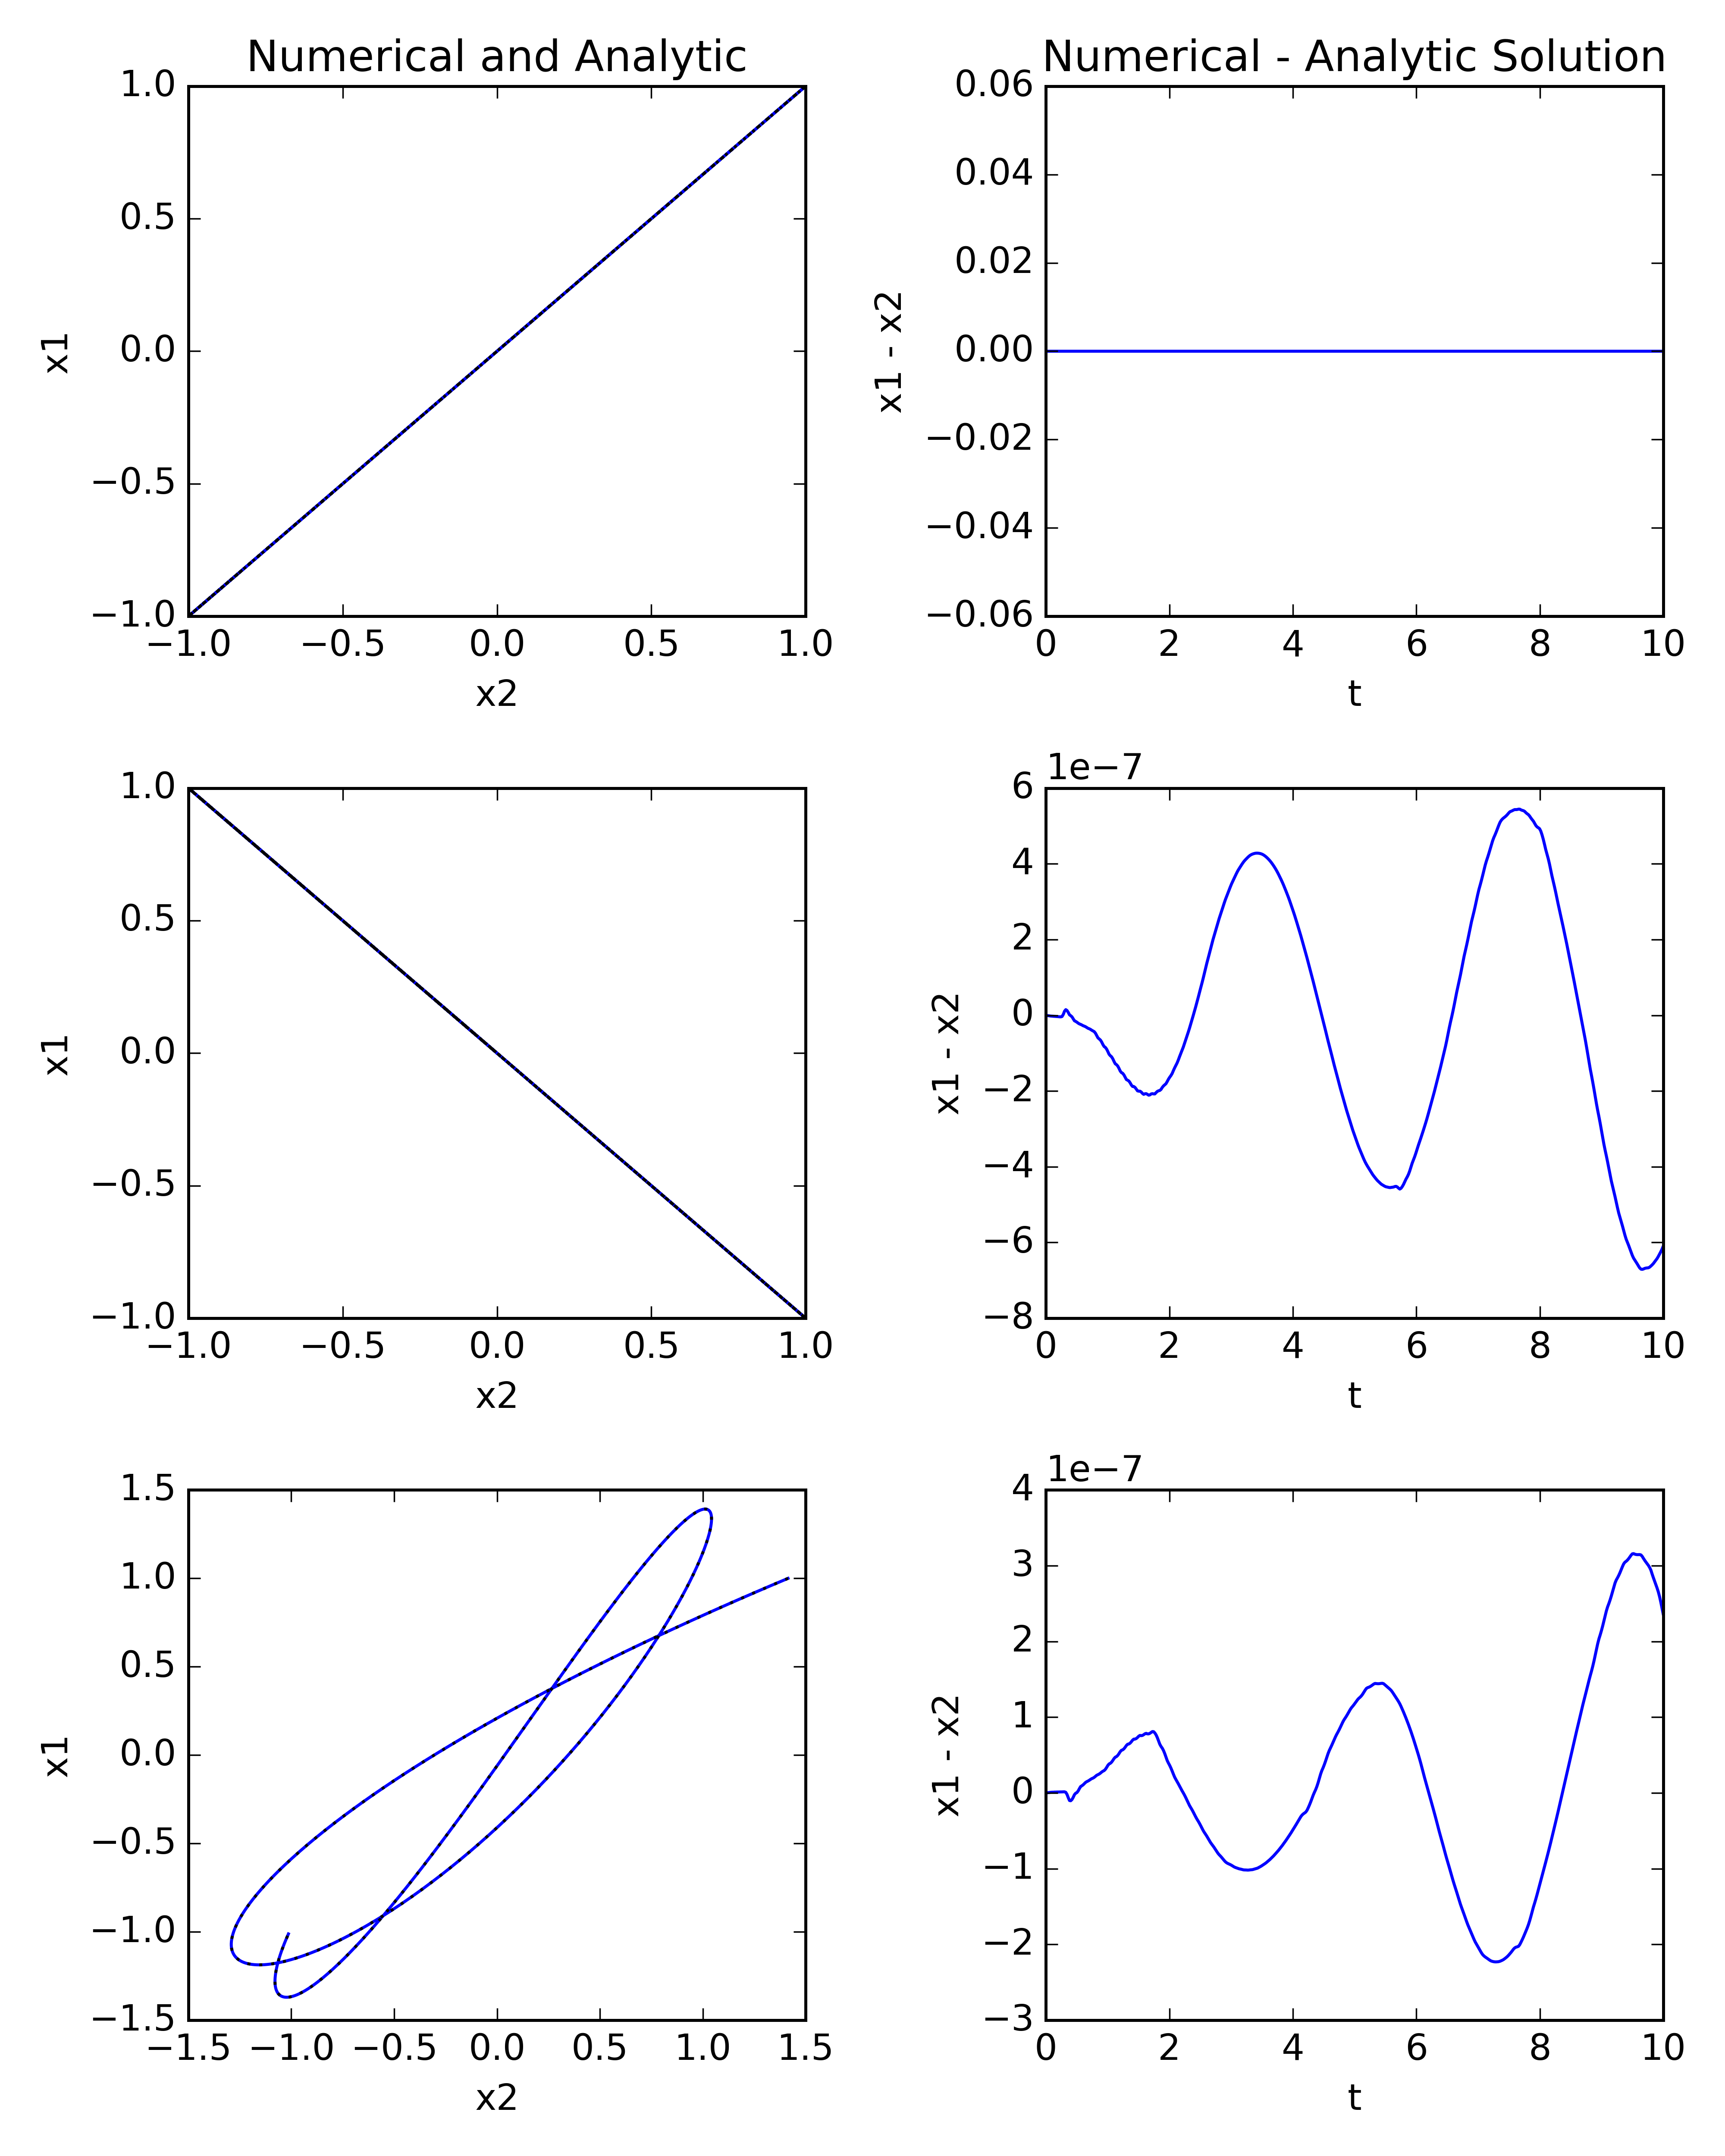 Numerical and Analytic
1.0
0.5
0.0
−0.5
−1.0
x1
−1.0 −0.5 0.0 0.5 1.0
x2
Numerical - Analytic Solution
0.06
0.04
0.02
0.00
−0.02
−0.04
−0.06
x1 - x2
0 2 4 6 8 10
t
1.0
0.5
0.0
−0.5
−1.0
x1
−1.0 −0.5 0.0 0.5 1.0
x2
1e−7
6
4
2
0
−2
−4
−6
−8
x1 - x2
0 2 4 6 8 10
t
1.5
1.0
0.5
0.0
−0.5
−1.0
−1.5
x1
−1.5 −1.0 −0.5 0.0 0.5 1.0 1.5
x2
1e−7
4
3
2
1
0
−1
−2
−3
x1 - x2
0 2 4 6 8 10
t